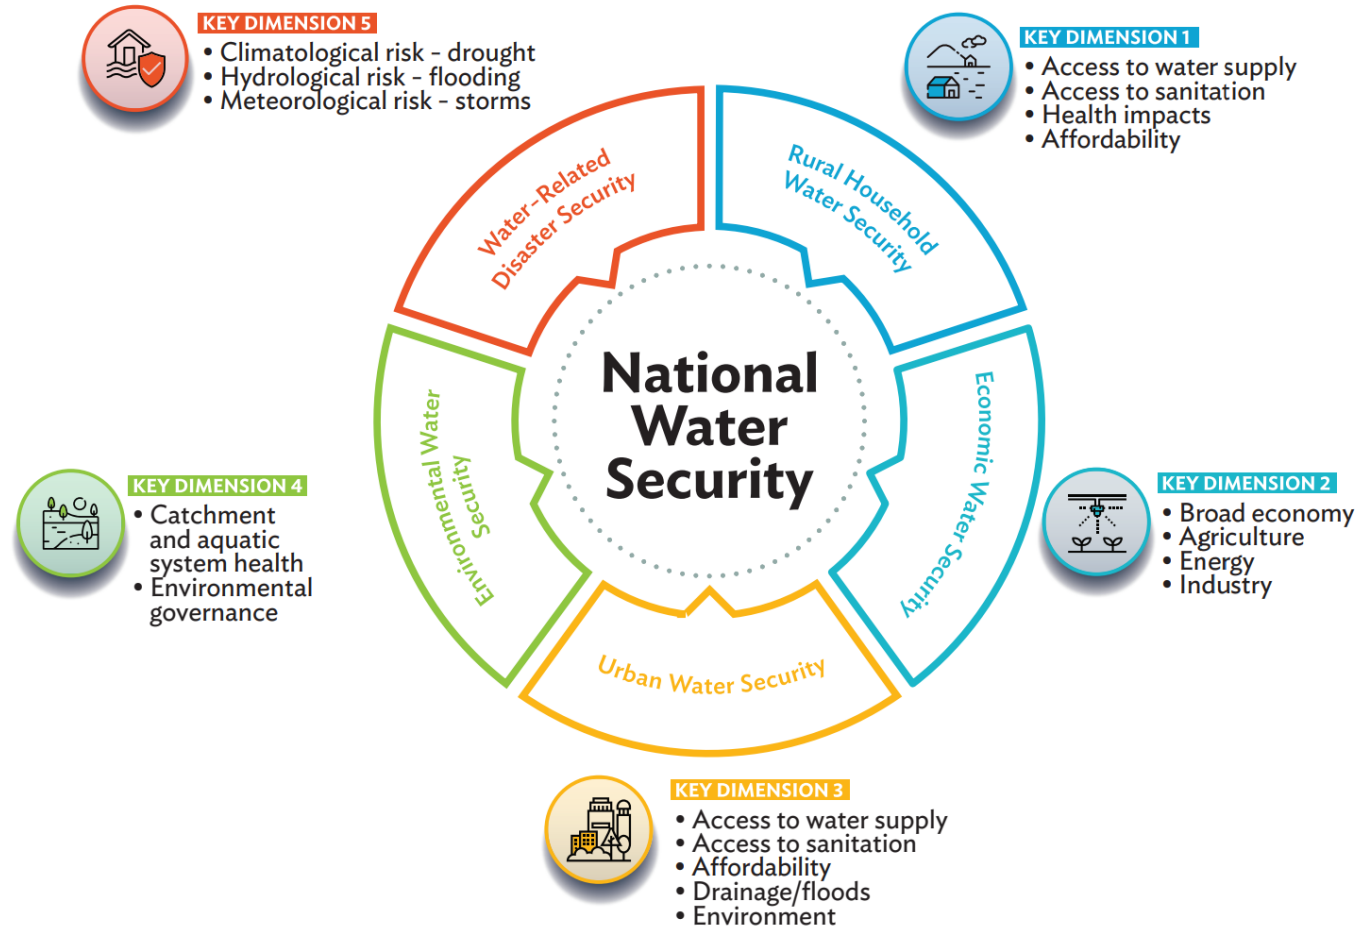 KEY DIMENSION 5
• Climatological risk - drought
• Hydrological risk - flooding
• Meteorological risk - storms
KEY DIMENSION 1
• Access to water supply
• Access to sanitation
• Health impacts
• Affordability
Water-Related
Disaster Security
Rural Household
Water Security
National
Water
Security
Environmental Water
Security
Economic Water Security
KEY DIMENSION 4
• Catchment
and aquatic
system health
• Environmental
governance
KEY DIMENSION 2
• Broad economy
• Agriculture
• Energy
• Industry
Urban Water Security
KEY DIMENSION 3
• Access to water supply
• Access to sanitation
• Affordability
• Drainage/floods
• Environment